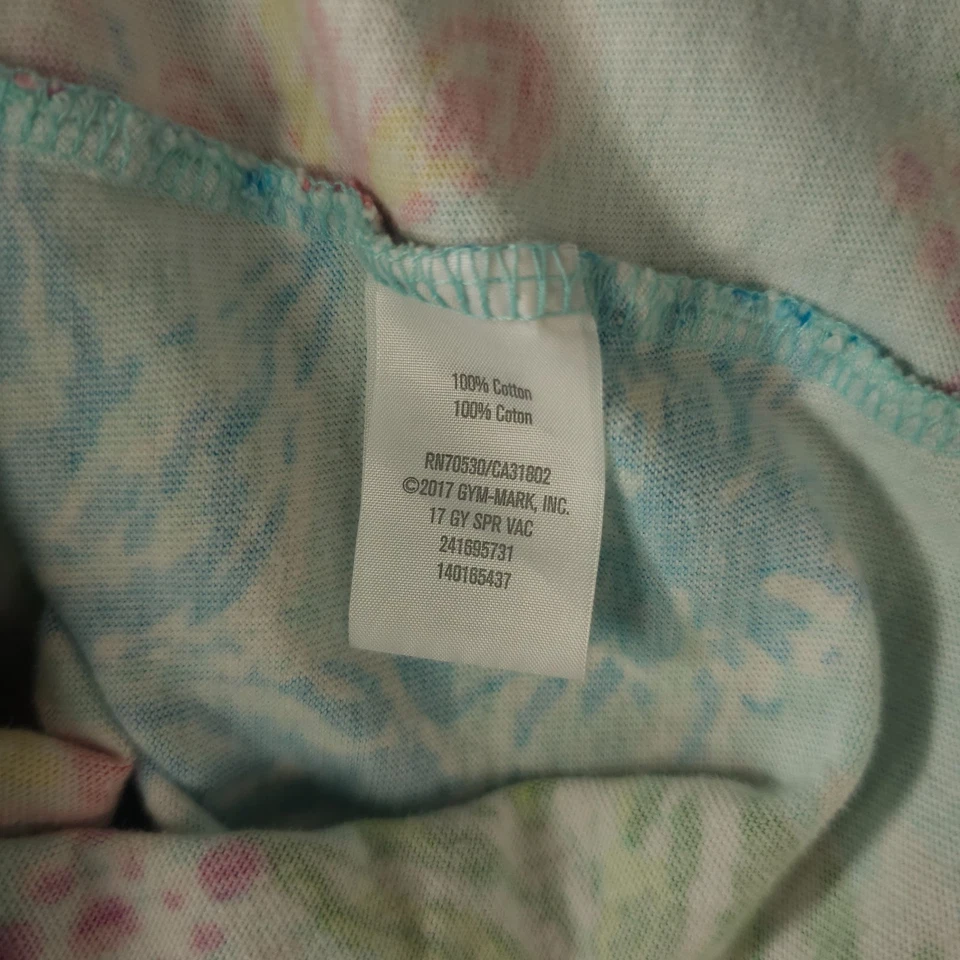 100% Cotton
100% Coton
RN70530/CA31802
©2017 GYM-MARK, INC.
17 GY SPR VAC
241695731
140165437